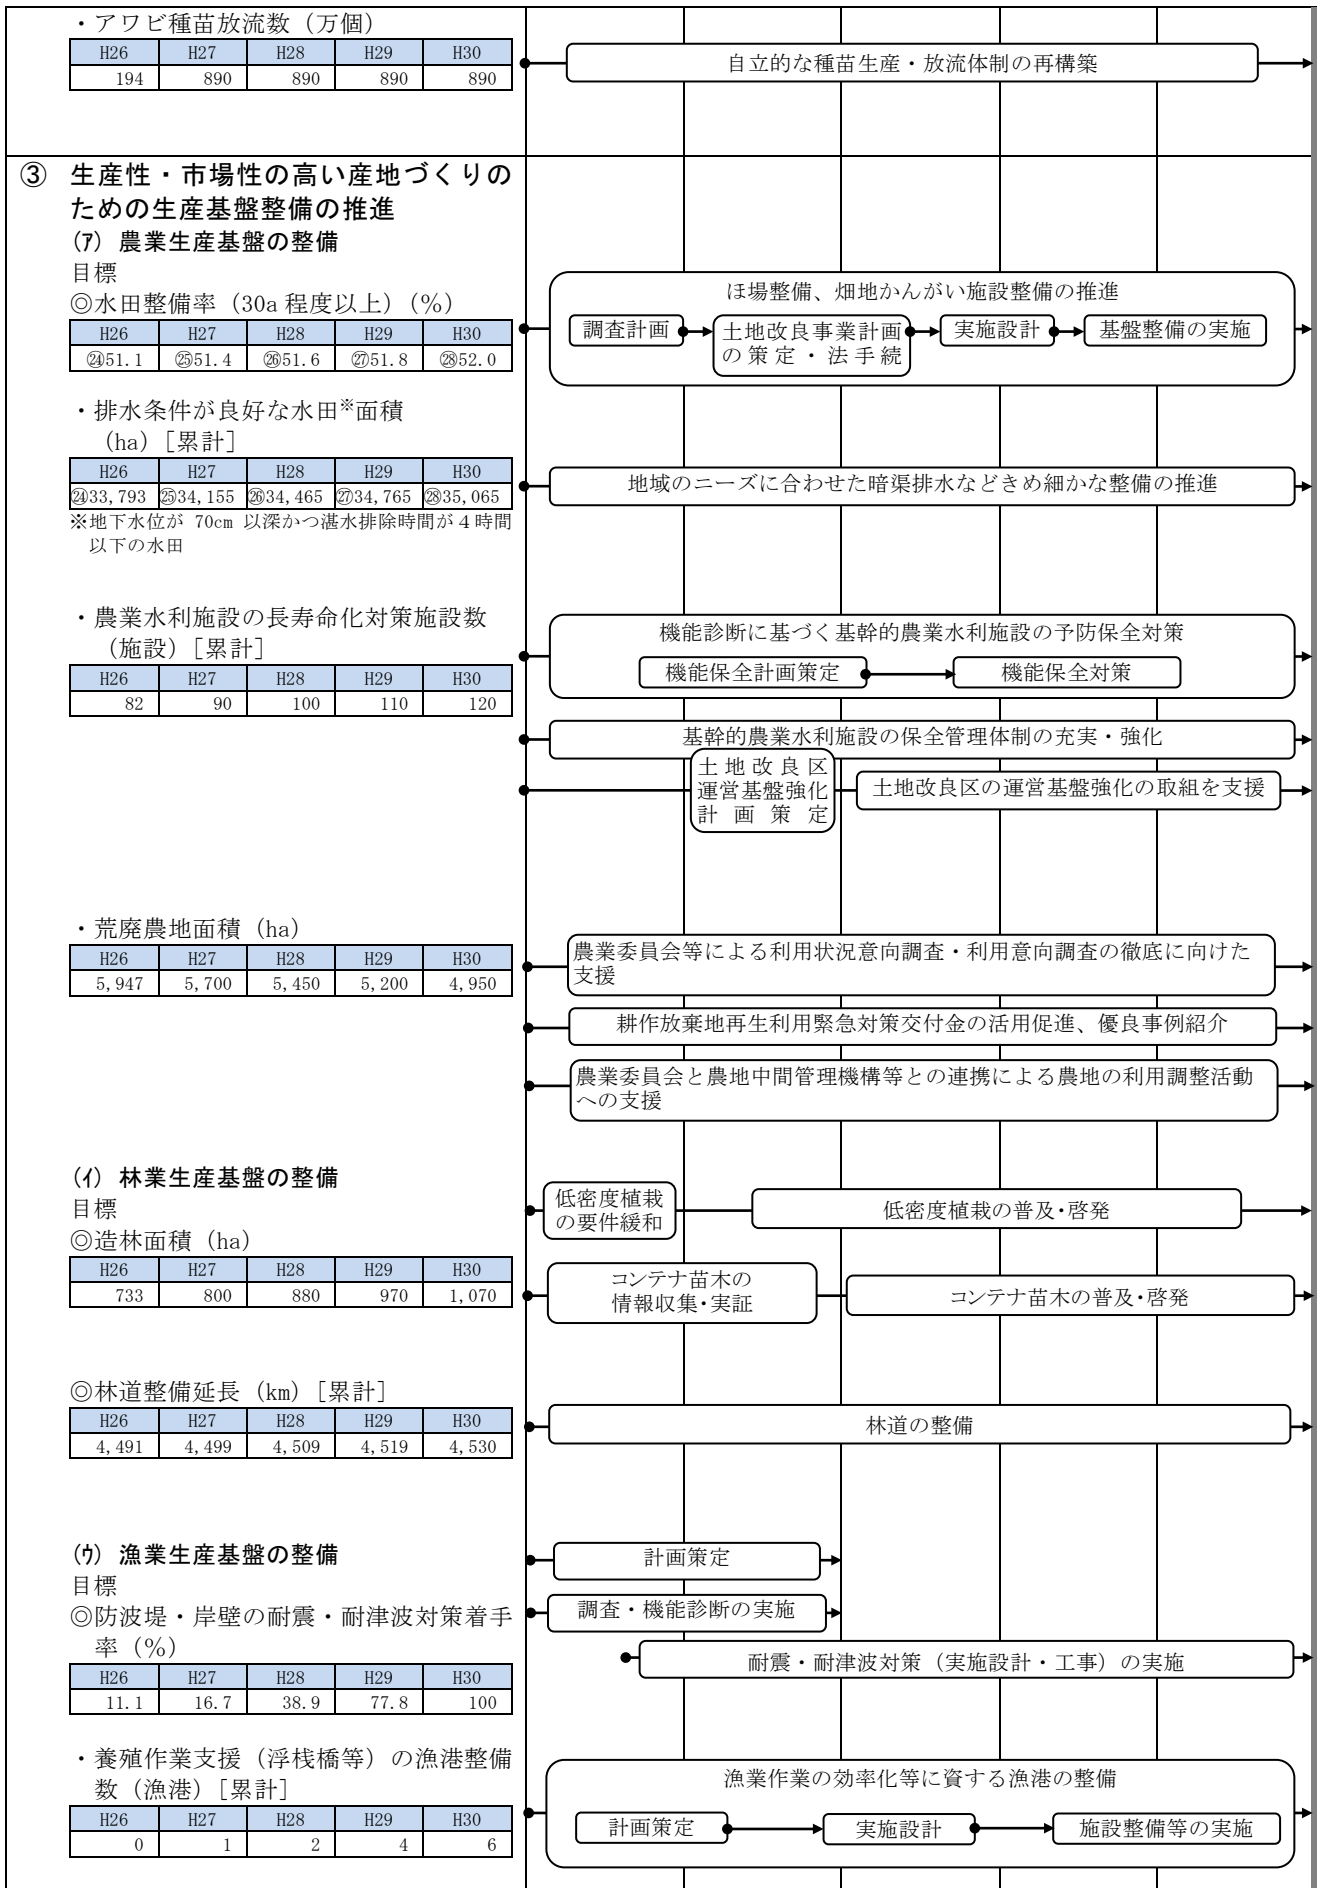 ・アワビ種苗放流数（万個）
H26 H27 H28 H29 H30
194 890 890 890 890
自立的な種苗生産・放流体制の再構築
③ 生産性・市場性の高い産地づくりの
ための生産基盤整備の推進
(ｱ) 農業生産基盤の整備
目標
◎水田整備率（30a 程度以上）（％）
H26 H27 H28 H29 H30
㉔51.1 ㉕51.4 ㉖51.6 ㉗51.8 ㉘52.0
ほ場整備、畑地かんがい施設整備の推進
調査計画 土地改良事業計画 実施設計 基盤整備の実施
の策定・法手続
・排水条件が良好な水田※面積
（ha）［累計］
H26 H27 H28 H29 H30
㉔33,793 ㉕34,155 ㉖34,465 ㉗34,765 ㉘35,065
※地下水位が 70cm 以深かつ湛水排除時間が４時間
以下の水田
地域のニーズに合わせた暗渠排水などきめ細かな整備の推進
・農業水利施設の長寿命化対策施設数
（施設）［累計］
H26 H27 H28 H29 H30
82 90 100 110 120
機能診断に基づく基幹的農業水利施設の予防保全対策
機能保全計画策定 機能保全対策
基幹的農業水利施設の保全管理体制の充実・強化
土地改良区
運営基盤強化
計画策定
土地改良区の運営基盤強化の取組を支援
・荒廃農地面積（ha）
H26 H27 H28 H29 H30
5,947 5,700 5,450 5,200 4,950
農業委員会等による利用状況意向調査・利用意向調査の徹底に向けた
支援
耕作放棄地再生利用緊急対策交付金の活用促進、優良事例紹介
農業委員会と農地中間管理機構等との連携による農地の利用調整活動
への支援
(ｲ) 林業生産基盤の整備
目標
◎造林面積（ha）
H26 H27 H28 H29 H30
733 800 880 970 1,070
低密度植栽
の要件緩和
低密度植栽の普及・啓発
コンテナ苗木の
情報収集・実証
コンテナ苗木の普及・啓発
◎林道整備延長（km）［累計］
H26 H27 H28 H29 H30
4,491 4,499 4,509 4,519 4,530
林道の整備
(ｳ) 漁業生産基盤の整備
目標
◎防波堤・岸壁の耐震・耐津波対策着手
率（％）
H26 H27 H28 H29 H30
11.1 16.7 38.9 77.8 100
計画策定
調査・機能診断の実施
耐震・耐津波対策（実施設計・工事）の実施
・養殖作業支援（浮桟橋等）の漁港整備
数（漁港）［累計］
H26 H27 H28 H29 H30
0 1 2 4 6
漁業作業の効率化等に資する漁港の整備
計画策定 実施設計 施設整備等の実施